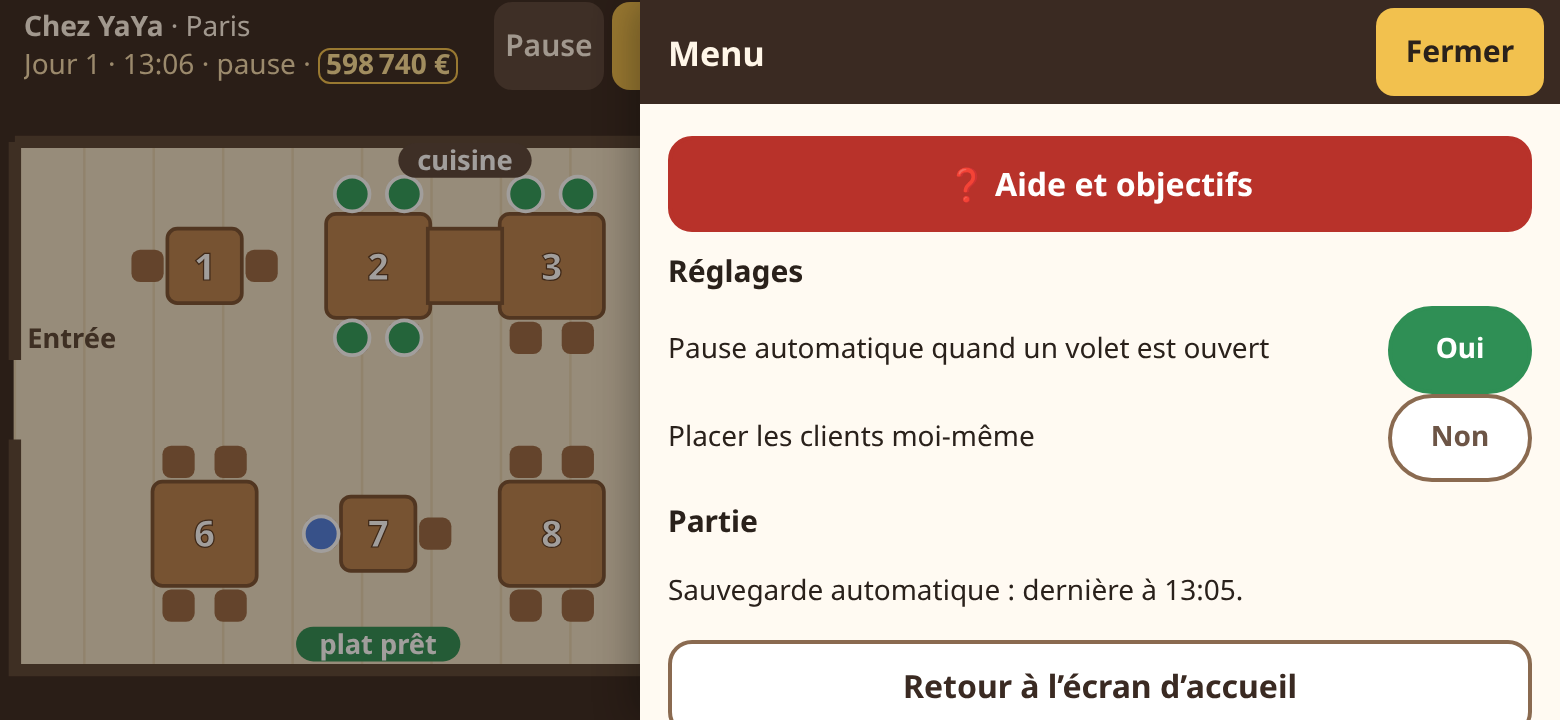 Chez YaYa · Paris
Jour 1 · 13:06 · pause · 598 740 €
Pause
Menu
Fermer
cuisine
1
2
3
Entrée
6
7
8
plat prêt
❓ Aide et objectifs
Réglages
Pause automatique quand un volet est ouvert
Oui
Placer les clients moi-même
Non
Partie
Sauvegarde automatique : dernière à 13:05.
Retour à l’écran d’accueil